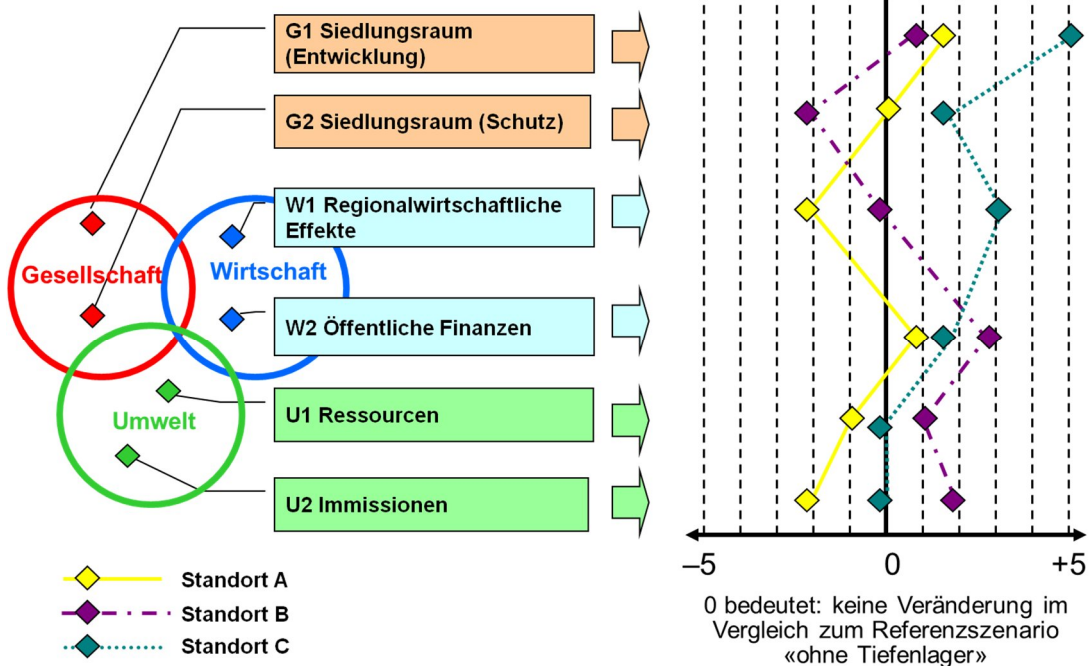 G1 Siedlungsraum
(Entwicklung)
G2 Siedlungsraum (Schutz)
W1 Regionalwirtschaftliche
Effekte
Gesellschaft
Wirtschaft
W2 Öffentliche Finanzen
Umwelt
U1 Ressourcen
U2 Immissionen
–5
0
+5
Standort A
Standort B
Standort C
0 bedeutet: keine Veränderung im
Vergleich zum Referenzszenario
«ohne Tiefenlager»